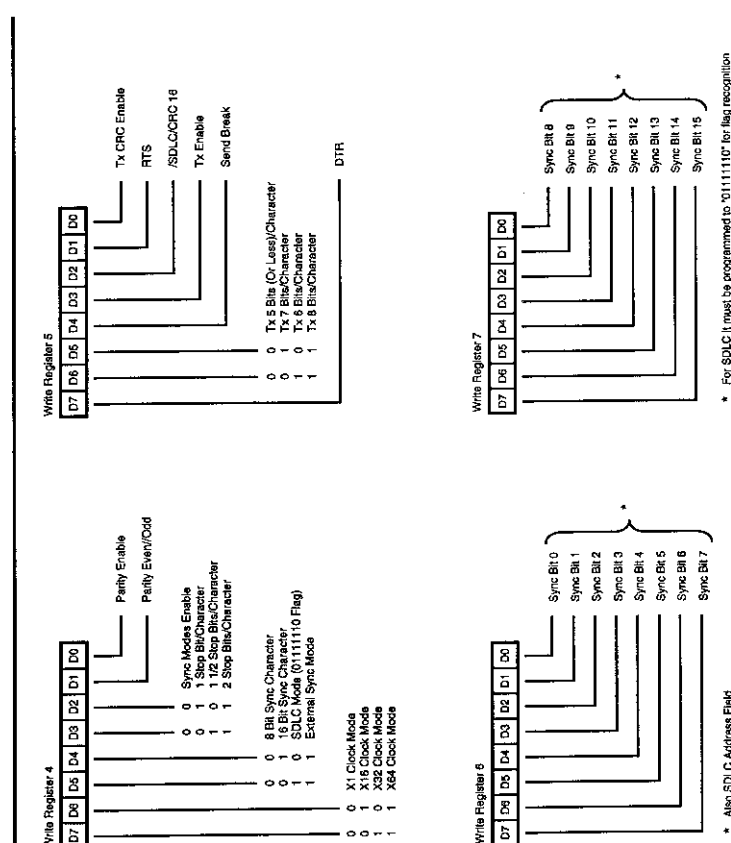 Write Register 4
D7 D6 D5 D4 D3 D2 D1 D0
Parity Enable
Parity Even//Odd
0 0 Sync Modes Enable
0 1 1 Stop Bit/Character
1 0 1 1/2 Stop Bits/Character
1 1 2 Stop Bits/Character
0 0 8 Bit Sync Character
0 1 16 Bit Sync Character
1 0 SDLC Mode (01111110 Flag)
1 1 External Sync Mode
0 0 X1 Clock Mode
0 1 X16 Clock Mode
1 0 X32 Clock Mode
1 1 X64 Clock Mode
Write Register 5
D7 D6 D5 D4 D3 D2 D1 D0
Tx CRC Enable
RTS
/SDLC/CRC 16
Tx Enable
Send Break
0 0 Tx 5 Bits (Or Less)/Character
0 1 Tx 7 Bits/Character
1 0 Tx 6 Bits/Character
1 1 Tx 8 Bits/Character
DTR
Write Register 6
D7 D6 D5 D4 D3 D2 D1 D0
Sync Bit 0
Sync Bit 1
Sync Bit 2
Sync Bit 3
Sync Bit 4
Sync Bit 5
Sync Bit 6
Sync Bit 7
*
* Also SDLC Address Field
Write Register 7
D7 D6 D5 D4 D3 D2 D1 D0
Sync Bit 8
Sync Bit 9
Sync Bit 10
Sync Bit 11
Sync Bit 12
Sync Bit 13
Sync Bit 14
Sync Bit 15
*
* For SDLC it must be programmed to "01111110" for flag recognition